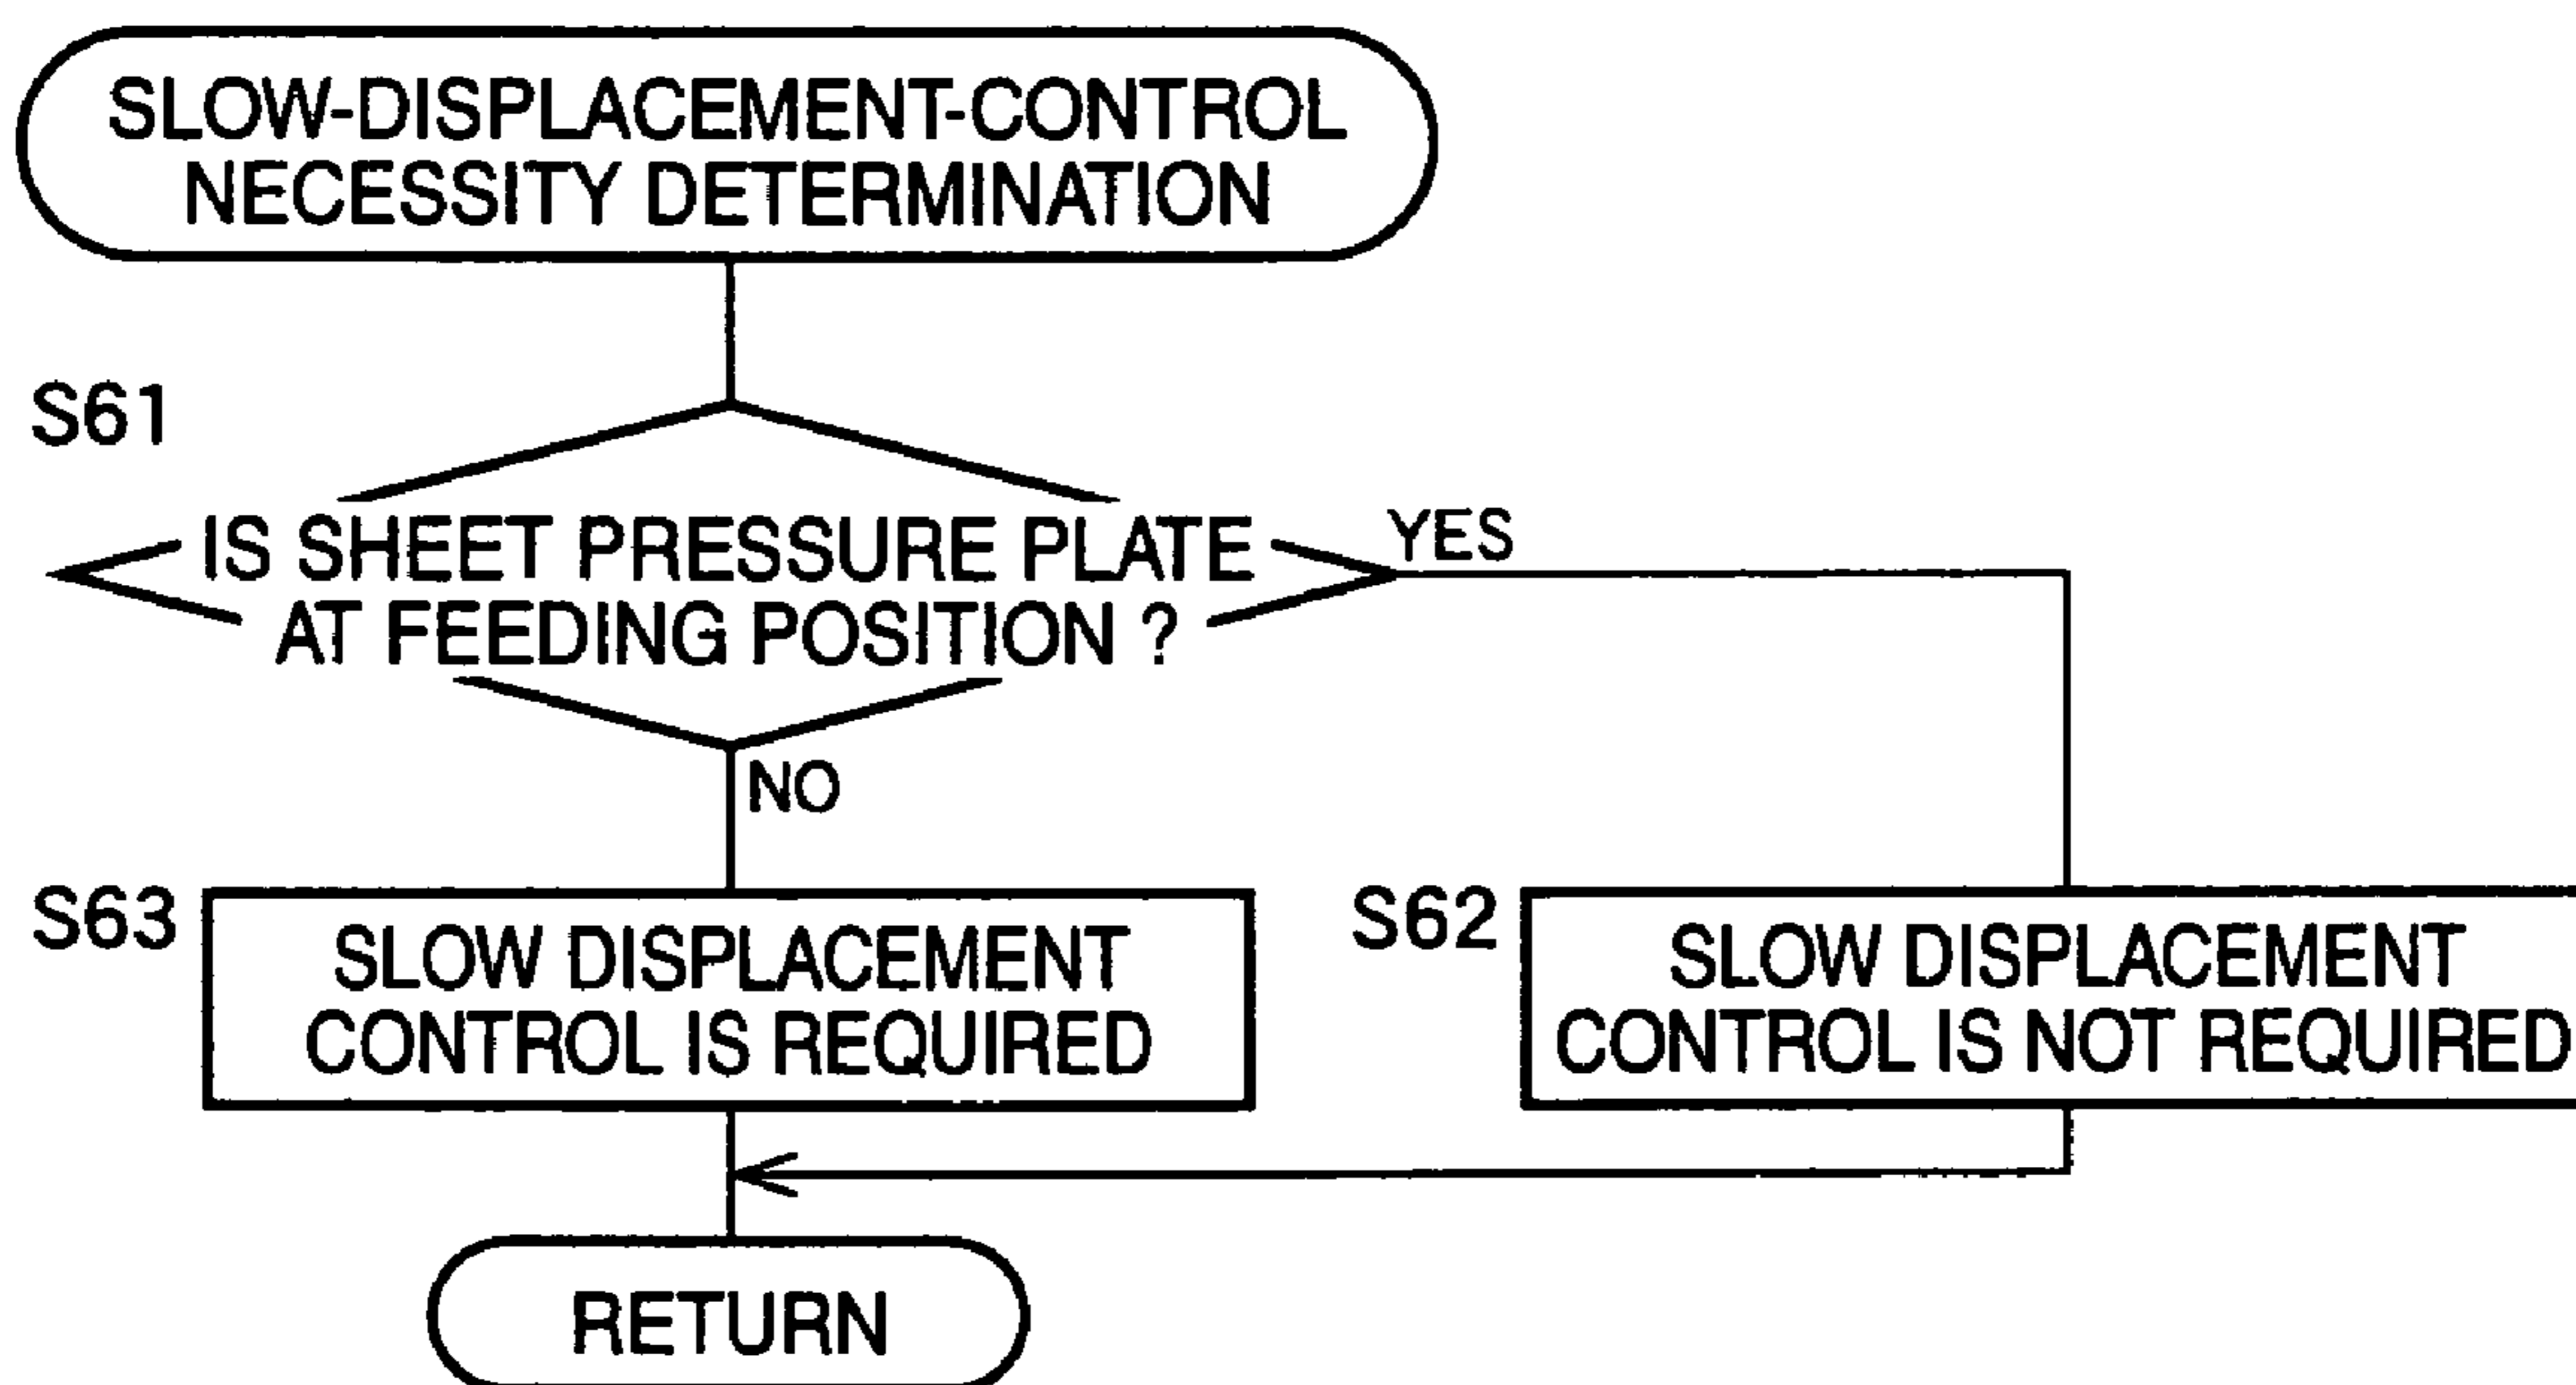 SLOW-DISPLACEMENT-CONTROL
NECESSITY DETERMINATION
S61
IS SHEET PRESSURE PLATE
AT FEEDING POSITION ?
YES
NO
S63
SLOW DISPLACEMENT
CONTROL IS REQUIRED
S62
SLOW DISPLACEMENT
CONTROL IS NOT REQUIRED
RETURN